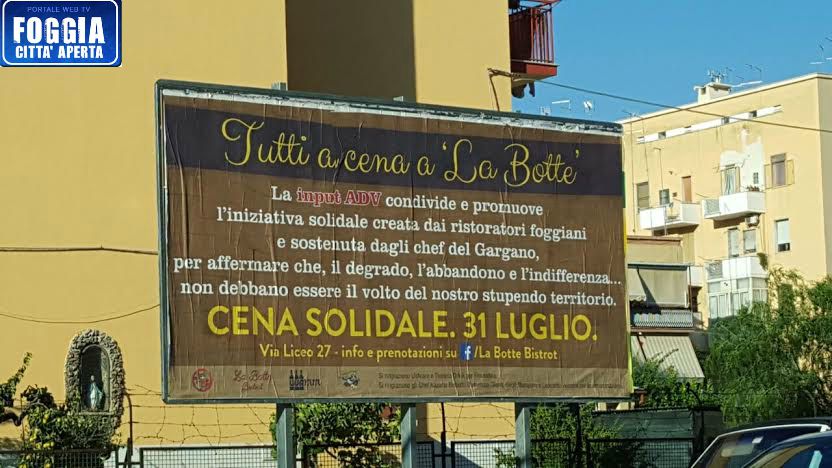 PORTALE WEB TV
FOGGIA
CITTA' APERTA
Tutti a cena a 'La Botte'
La input ADV condivide e promuove
l'iniziativa solidale creata dai ristoratori foggiani
e sostenuta dagli chef del Gargano,
per affermare che, il degrado, l'abbandono e l'indifferenza...
non debbano essere il volto del nostro stupendo territorio.
CENA SOLIDALE. 31 LUGLIO.
Via Liceo 27 - info e prenotazioni su f/La Botte Bistrot
La Botte